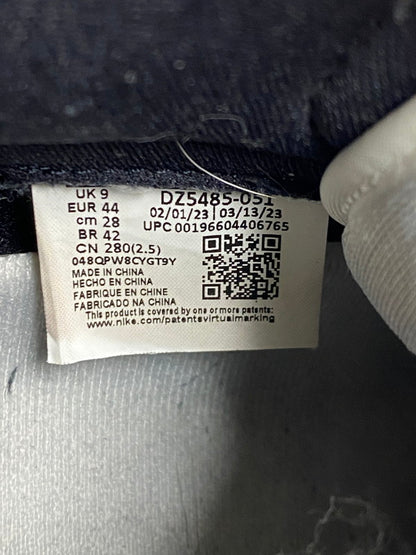 UK 9
EUR 44
cm 28
BR 42
CN 280(2.5)
DZ5485-051
02/01/23 | 03/13/23
UPC 00196604406765
048QPW8CYGT9Y
MADE IN CHINA
HECHO EN CHINA
FABRIQUE EN CHINE
FABRICADO NA CHINA
This product is covered by one or more patents:
www.nike.com/patentsvirtualmarking